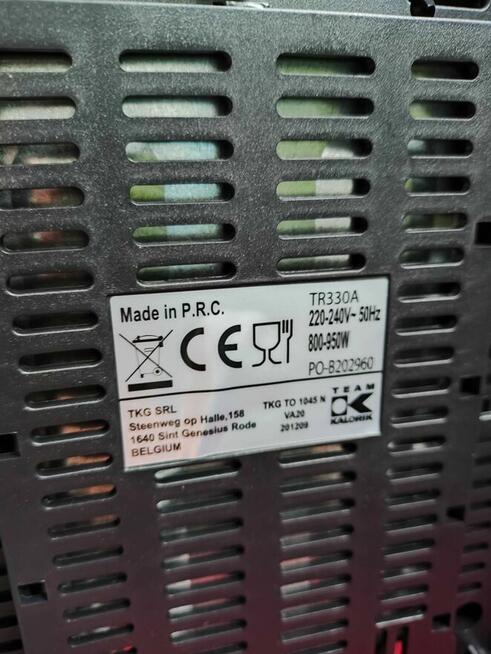 Made in P.R.C.
TR330A
220-240V~ 50Hz
800-950W
PO-B202960
CE
TKG SRL
Steenweg op Halle,158
1640 Sint Genesius Rode
BELGIUM
TKG TO 1045 N
VA20
201209
TEAM
K
KALORIK